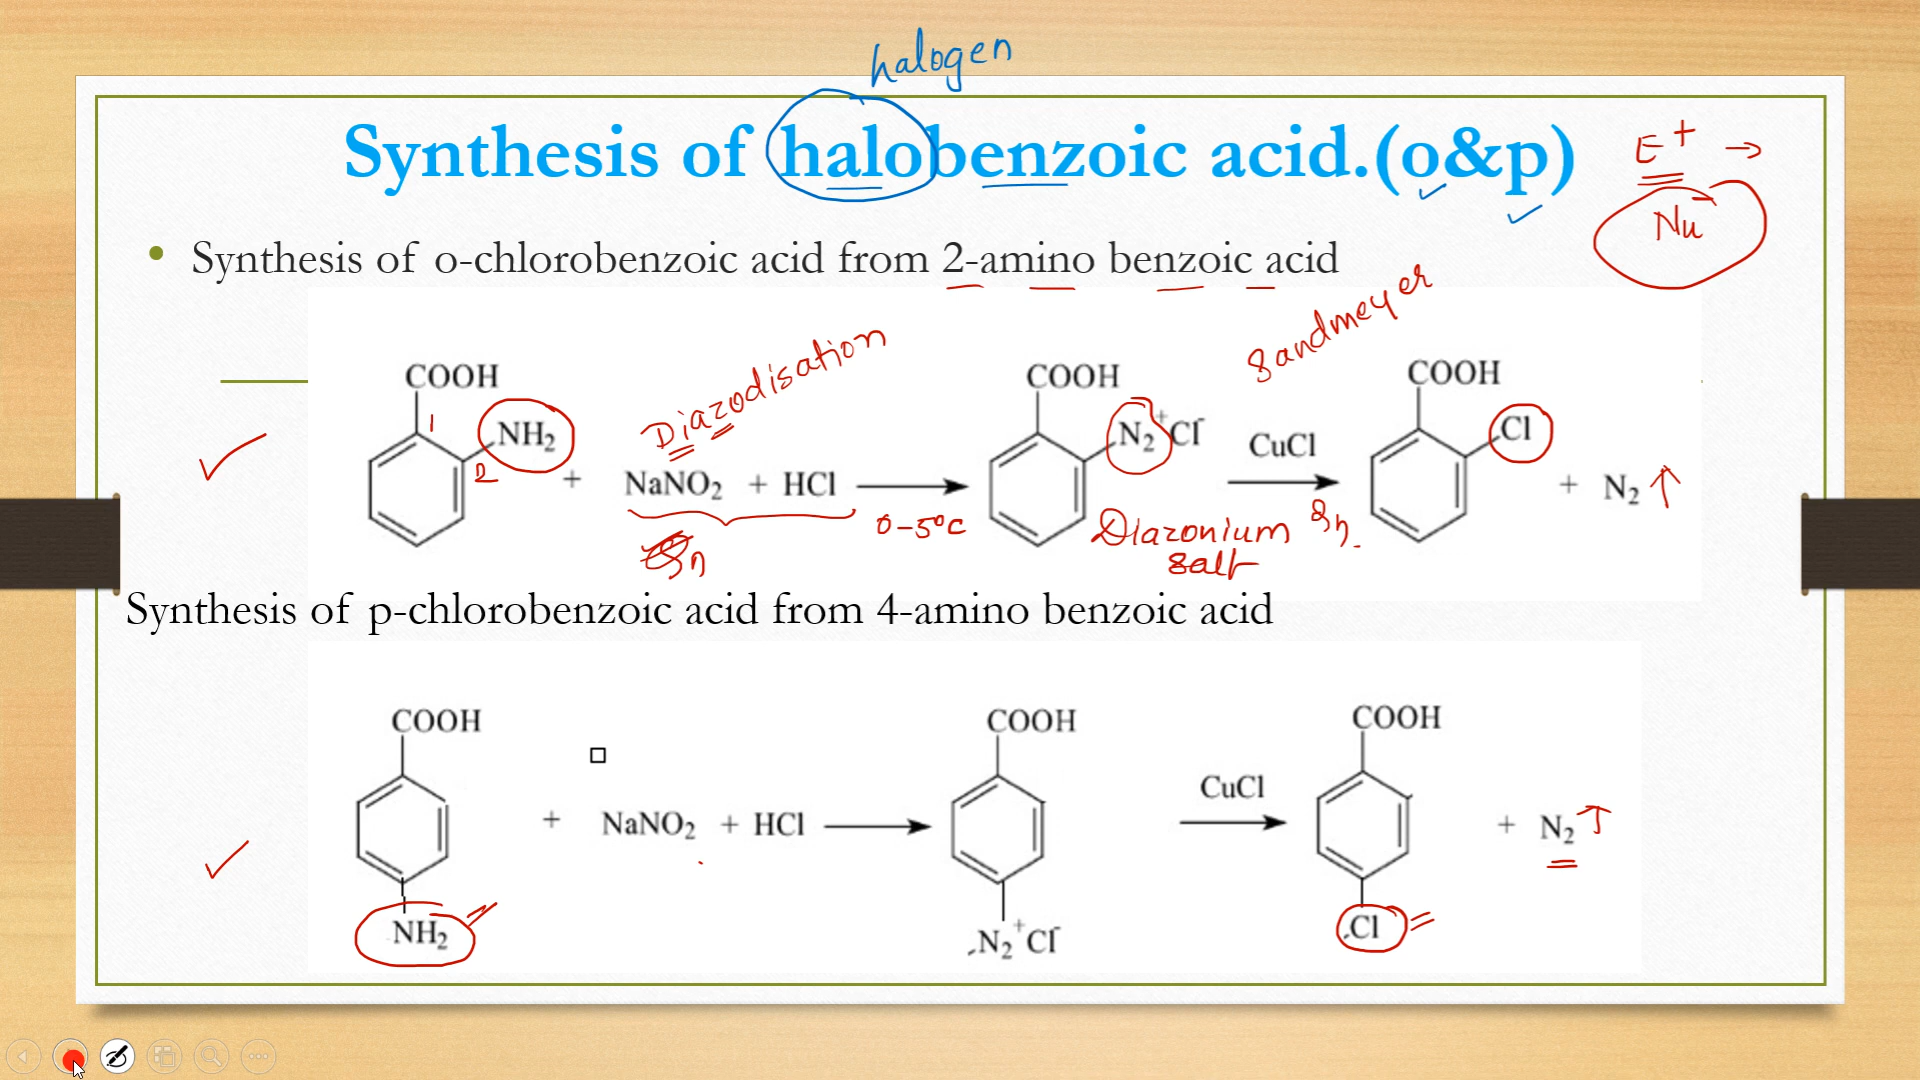 halogen
Synthesis of halobenzoic acid.(o&p)
E+ →
Nu-
• Synthesis of o-chlorobenzoic acid from 2-amino benzoic acid
Diazodisation
Sandmeyer
COOH COOH COOH
1
NH2 N2+Cl- Cl
2
+ NaNO2 + HCl CuCl + N2 ↑
0-5°C
Diazonium
salt
Synthesis of p-chlorobenzoic acid from 4-amino benzoic acid
COOH COOH COOH
CuCl
+ NaNO2 + HCl + N2 ↑
NH2 N2+Cl- Cl